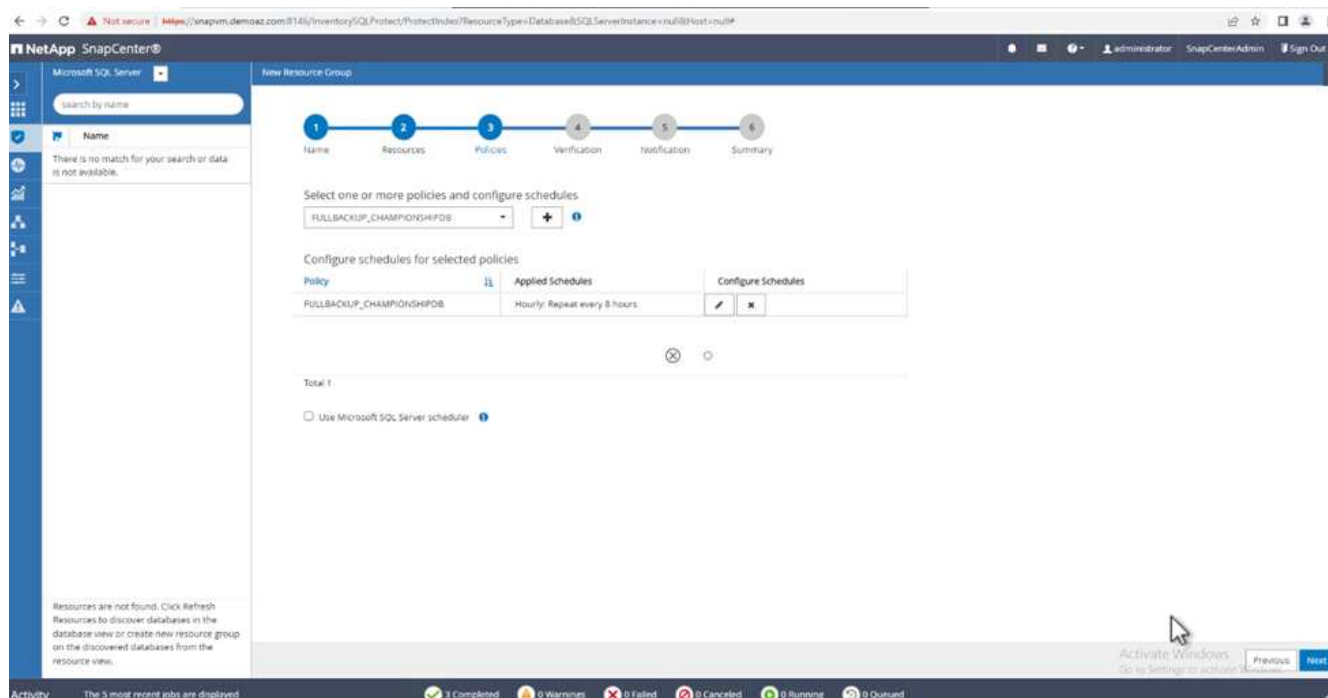 Not secure | https://snapvm.demoaz.com:8146/InventorySQLProtect/ProtectIndex?ResourceType=Database&SQLServerInstance=null&Host=null#
NetApp SnapCenter®
administrator SnapCenterAdmin Sign Out
Microsoft SQL Server
New Resource Group
search by name
Name
There is no match for your search or data
is not available.
1 2 3 4 5 6
Name Resources Policies Verification Notification Summary
Select one or more policies and configure schedules
FULLBACKUP_CHAMPIONSHIPDB
Configure schedules for selected policies
Policy Applied Schedules Configure Schedules
FULLBACKUP_CHAMPIONSHIPDB Hourly: Repeat every 8 hours
Total 1
Use Microsoft SQL Server scheduler
Resources are not found. Click Refresh
Resources to discover databases in the
database view or create new resource group
on the discovered databases from the
resource view.
Activate Windows
Go to Settings to activate Windows.
Previous Next
Activity The 5 most recent jobs are displayed 3 Completed 0 Warnings 0 Failed 0 Canceled 0 Running 0 Queued